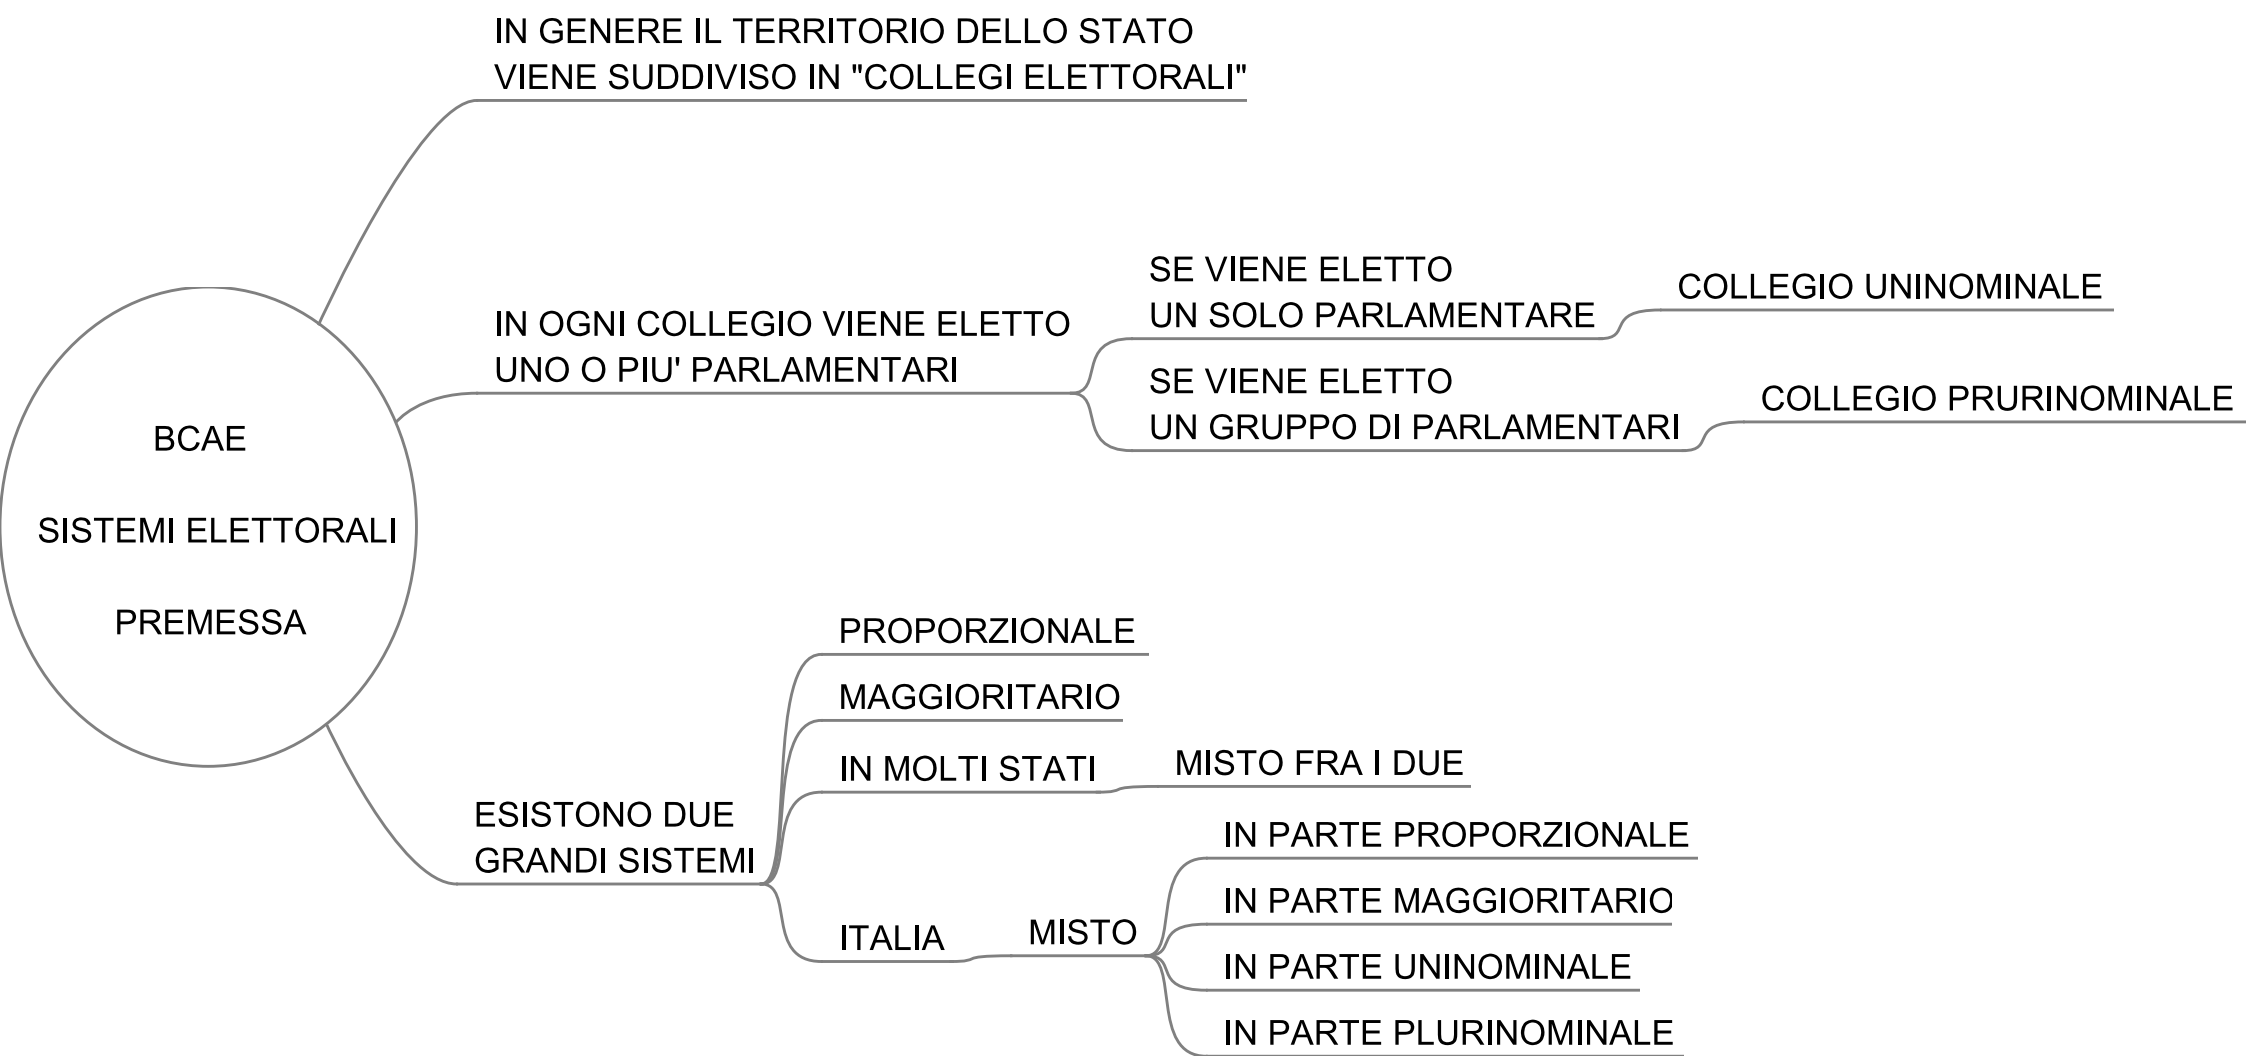 IN GENERE IL TERRITORIO DELLO STATO
VIENE SUDDIVISO IN "COLLEGI ELETTORALI"
SE VIENE ELETTO
UN SOLO PARLAMENTARE
COLLEGIO UNINOMINALE
IN OGNI COLLEGIO VIENE ELETTO
UNO O PIU' PARLAMENTARI
SE VIENE ELETTO
UN GRUPPO DI PARLAMENTARI
COLLEGIO PRURINOMINALE
BCAE
SISTEMI ELETTORALI
PREMESSA
PROPORZIONALE
MAGGIORITARIO
IN MOLTI STATI
MISTO FRA I DUE
ESISTONO DUE
GRANDI SISTEMI
ITALIA
MISTO
IN PARTE PROPORZIONALE
IN PARTE MAGGIORITARIO
IN PARTE UNINOMINALE
IN PARTE PLURINOMINALE